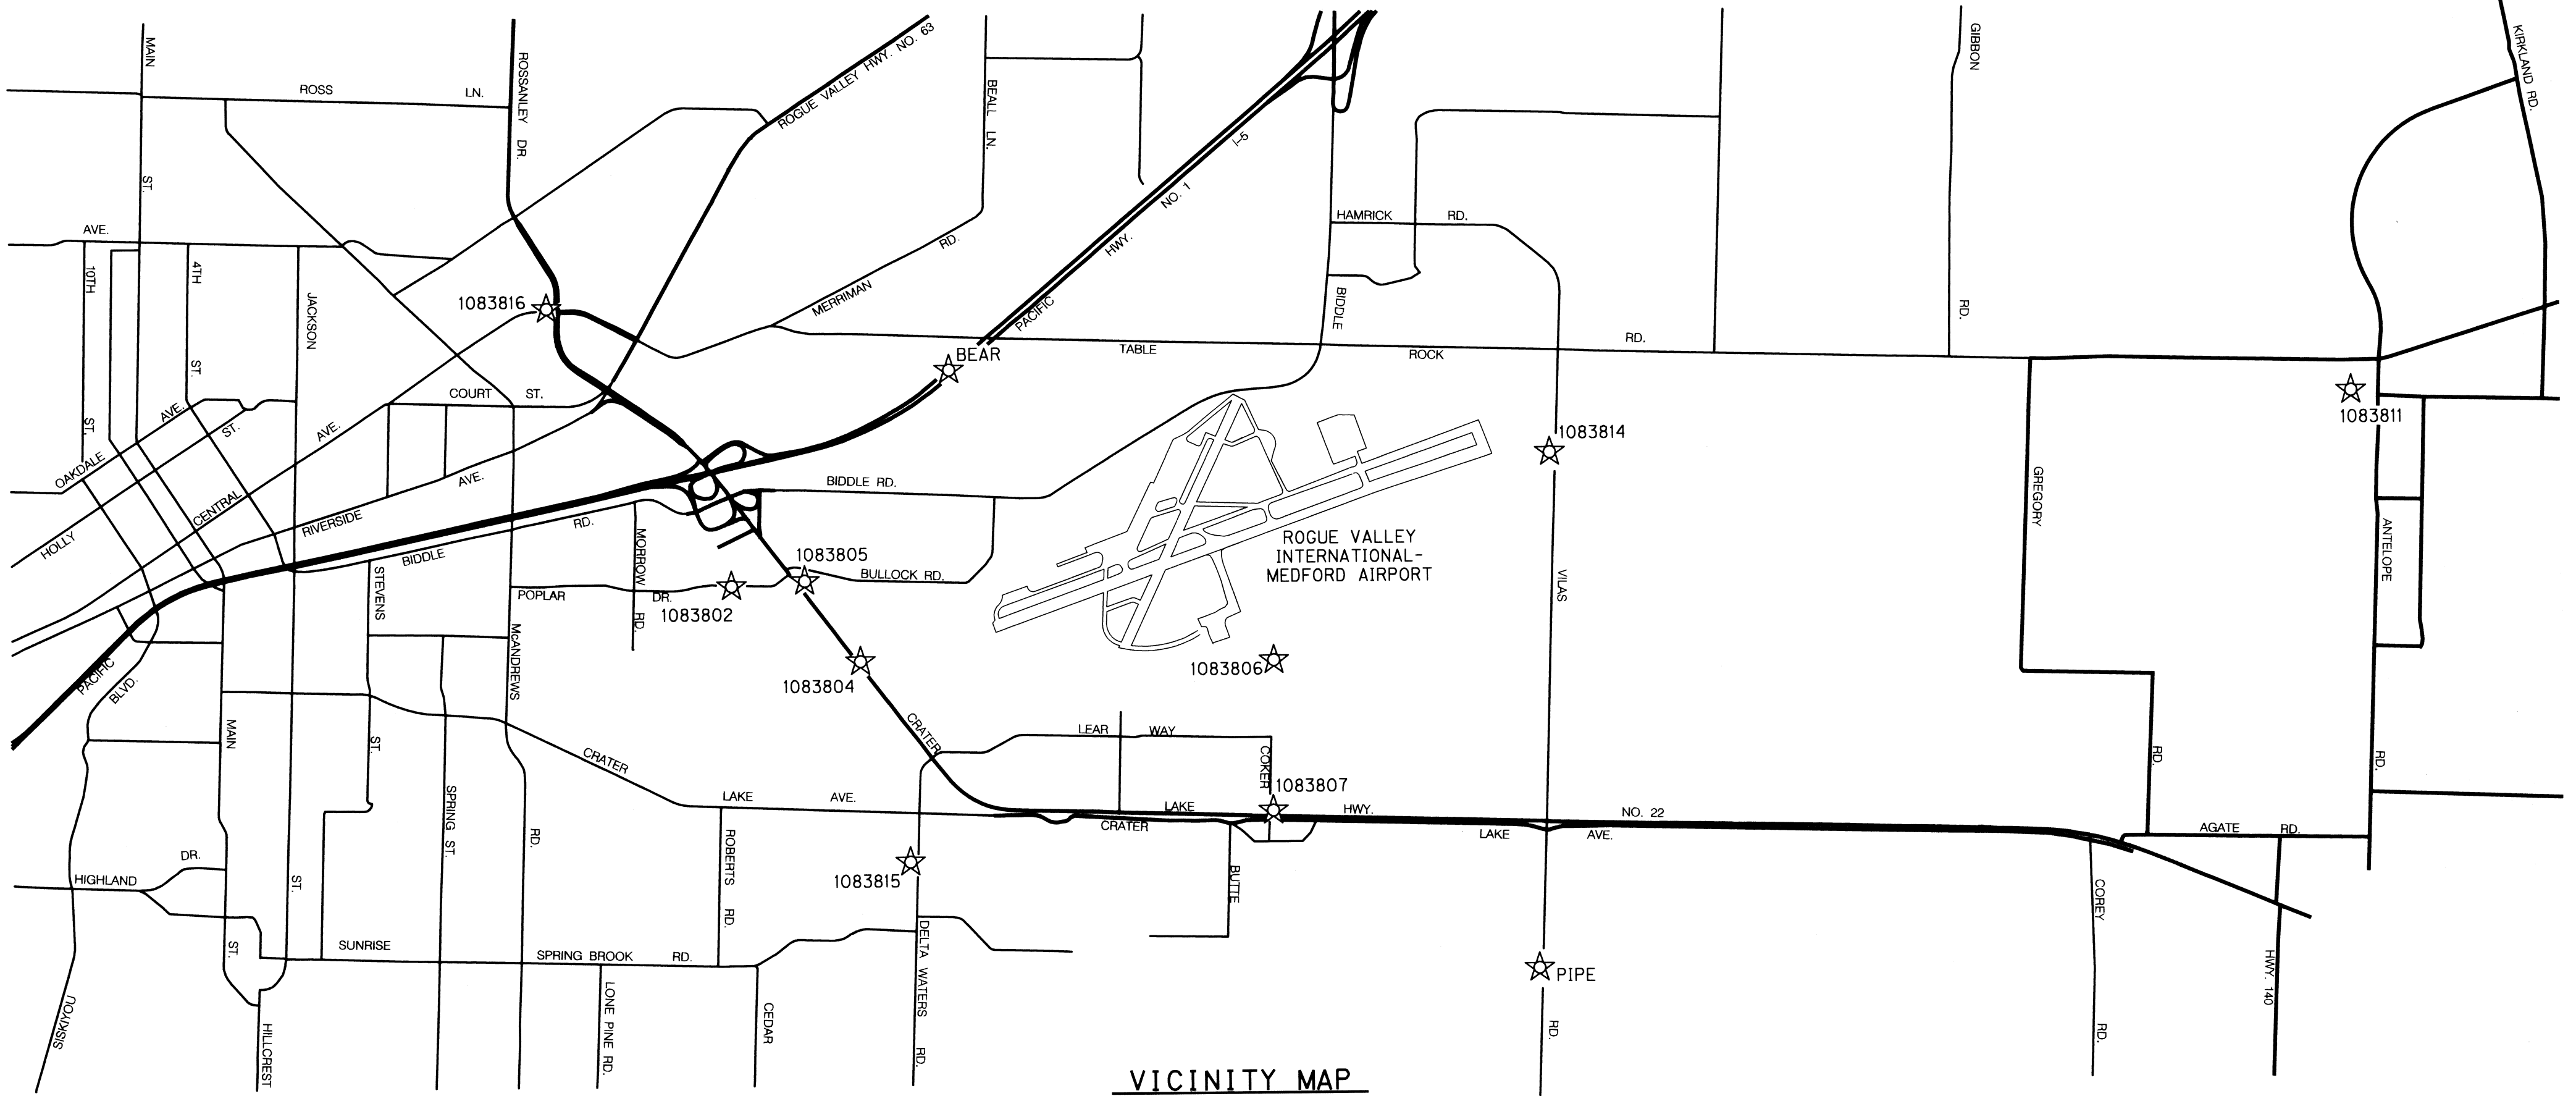 MAIN
ST.
ROSS LN.
ROSSANLEY DR.
ROGUE VALLEY HWY. NO. 63
BEALL LN.
I-5
NO. 1
HWY.
PACIFIC
GIBBON
RD.
KIRKLAND RD.
HAMRICK RD.
AVE.
10TH
ST.
4TH
ST.
JACKSON
ST.
1083816
MERRIMAN RD.
BIDDLE
BEAR
TABLE ROCK RD.
COURT ST.
1083811
1083814
OAKDALE AVE.
HOLLY ST.
CENTRAL AVE.
RIVERSIDE AVE.
BIDDLE RD.
BIDDLE RD.
MORROW RD.
GREGORY
RD.
ANTELOPE
RD.
ROGUE VALLEY
INTERNATIONAL-
MEDFORD AIRPORT
VILAS
RD.
1083805
BULLOCK RD.
POPLAR DR.
1083802
STEVENS
ST.
McANDREWS
RD.
PACIFIC
BLVD.
1083804
1083806
MAIN
ST.
CRATER
LAKE AVE.
CRATER
LEAR WAY
COKER
1083807
LAKE HWY. NO. 22
CRATER LAKE AVE.
AGATE RD.
SPRING ST.
ROBERTS RD.
1083815
BUTTE
COREY
RD.
HIGHLAND DR.
SUNRISE
SPRING BROOK RD.
DELTA WATERS RD.
PIPE
HWY. 140
SISKIYOU
HILLCREST
LONE PINE RD.
CEDAR
VICINITY MAP